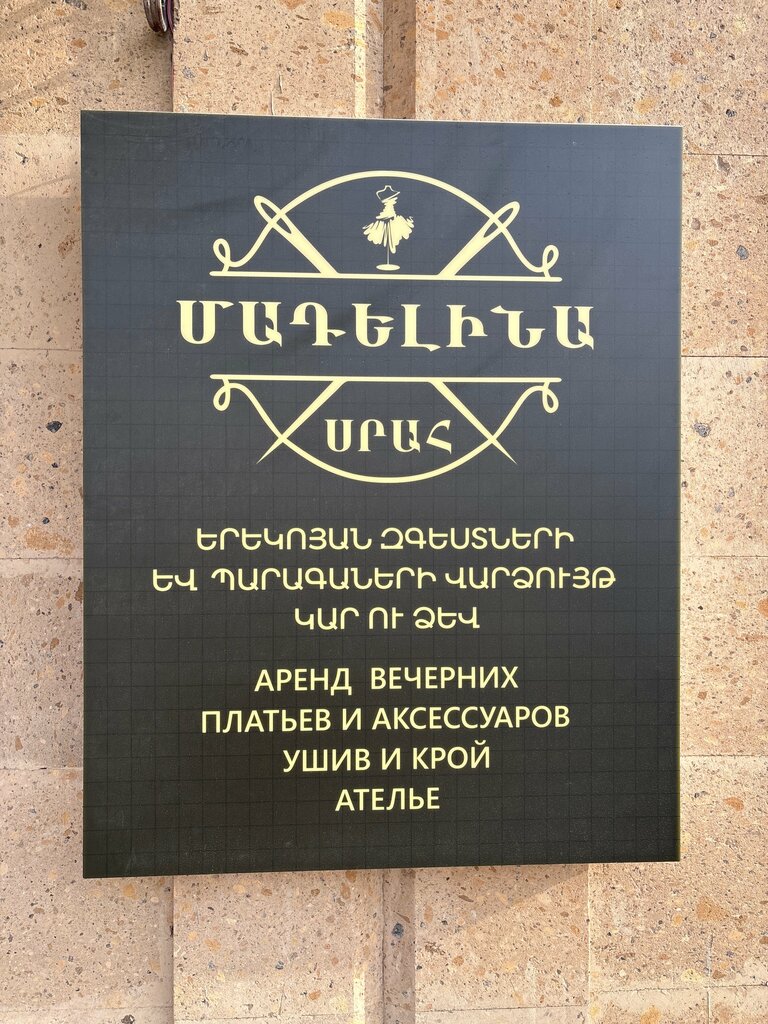 ՄԱԴԵԼԻՆԱ
ՍՐԱՀ
ԵՐԵԿՈՅԱՆ ԶԳԵՍՏՆԵՐԻ
ԵՎ ՊԱՐԱԳԱՆԵՐԻ ՎԱՐՁՈՒՅԹ
ԿԱՐ ՈՒ ՁԵՎ
АРЕНД ВЕЧЕРНИХ
ПЛАТЬЕВ И АКСЕССУАРОВ
УШИВ И КРОЙ
АТЕЛЬЕ